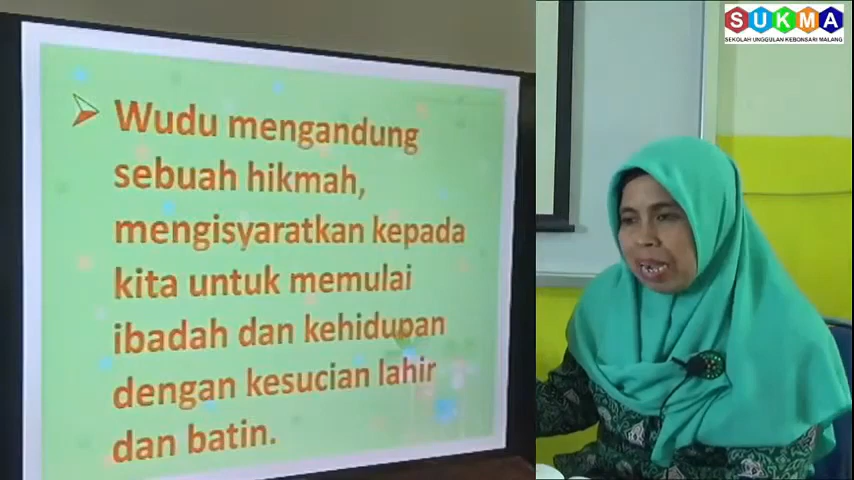 SUKMA
SEKOLAH UNGGULAN KEBONSARI MALANG
Wudu mengandung
sebuah hikmah,
mengisyaratkan kepada
kita untuk memulai
ibadah dan kehidupan
dengan kesucian lahir
dan batin.